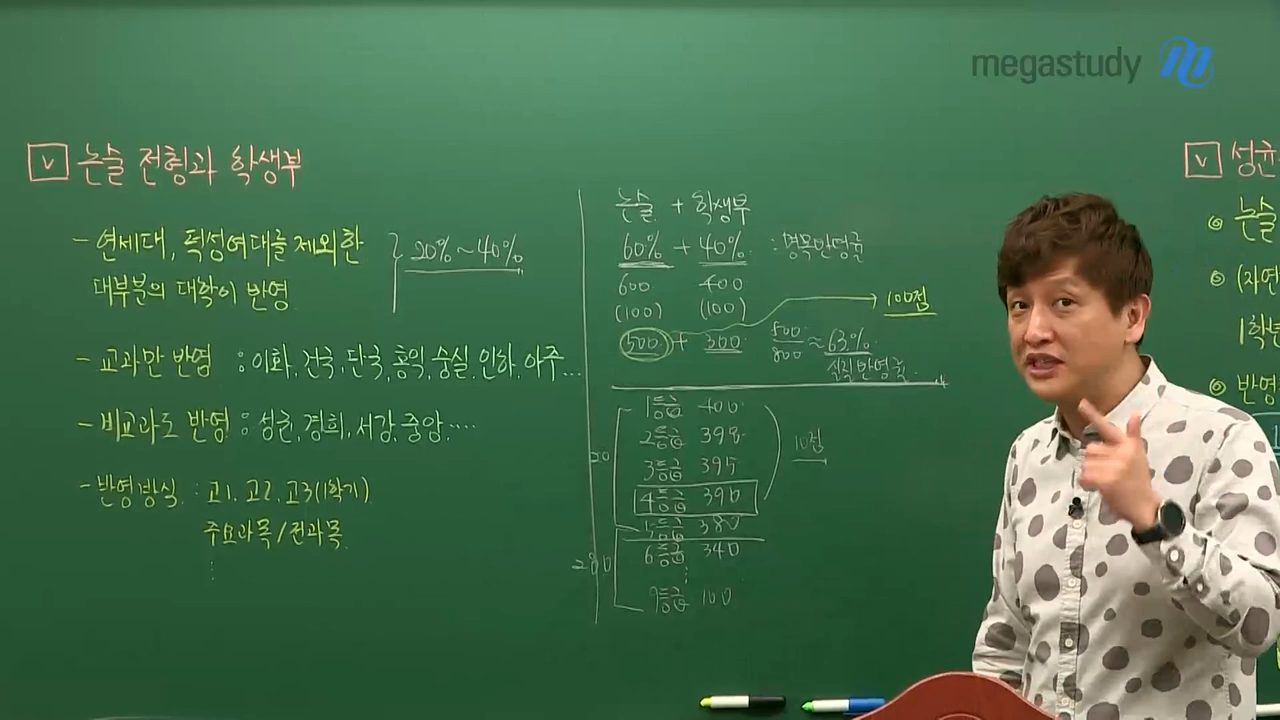 megastudy
v 논술 전형과 학생부
- 연세대, 덕성여대를 제외한
대부분의 대학이 반영
20%~40%
- 교과만 반영 : 이화, 건국, 단국, 홍익, 숭실, 인하, 아주...
- 비교과도 반영 : 성균, 경희, 서강, 중앙....
- 반영방식 : 고1, 고2, 고3(1학기)
주요과목/전과목
논술 + 학생부
60% + 40% : 명목반영률
600 400
(100) (100)
500 + 300
100점
500/800 ≈ 63%
실질반영률
1등급 400
2등급 398
3등급 395
4등급 390
5등급 380
6등급 340
9등급 100
20
10점
v 성균
논술
(자연
1학년
반영